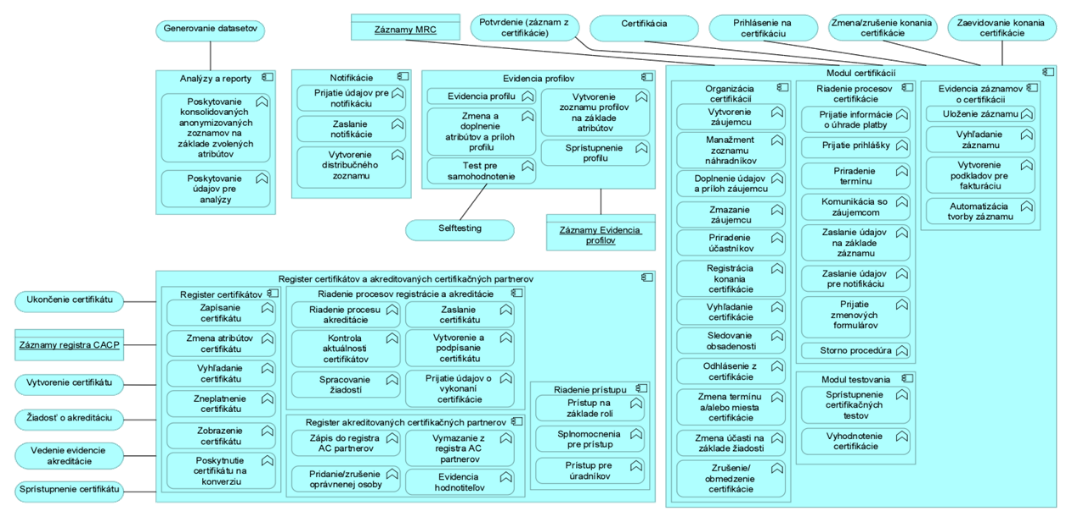 Generovanie datasetov
Záznamy MRC
Potvrdenie (záznam z
certifikácie)
Certifikácia
Prihlásenie na
certifikáciu
Zmena/zrušenie konania
certifikácie
Zaevidovanie konania
certifikácie
Analýzy a reporty
Poskytovanie
konsolidovaných
anonymizovaných
zoznamov na
základe zvolených
atribútov
Poskytovanie
údajov pre
analýzy
Notifikácie
Prijatie údajov pre
notifikáciu
Zaslanie
notifikácie
Vytvorenie
distribučného
zoznamu
Evidencia profilov
Evidencia profilu
Zmena a
doplnenie
atribútov a príloh
profilu
Test pre
samohodnotenie
Vytvorenie
zoznamu profilov
na základe
atribútov
Sprístupnenie
profilu
Selftesting
Záznamy Evidencia
profilov
Modul certifikácií
Organizácia
certifikácií
Vytvorenie
záujemcu
Manažment
zoznamu
náhradníkov
Doplnenie údajov
a príloh záujemcu
Zmazanie
záujemcu
Priradenie
účastníkov
Registrácia
konania
certifikácie
Vyhľadanie
certifikácie
Sledovanie
obsadenosti
Odhlásenie z
certifikácie
Zmena termínu
a/alebo miesta
certifikácie
Zmena účasti na
základe žiadosti
Zrušenie/
obmedzenie
certifikácie
Riadenie procesov
certifikácie
Prijatie informácie
o úhrade platby
Prijatie prihlášky
Priradenie
termínu
Komunikácia so
záujemcom
Zaslanie údajov
na základe
záznamu
Zaslanie údajov
pre notifikáciu
Prijatie
zmenových
formulárov
Storno procedúra
Evidencia záznamov
o certifikácii
Uloženie záznamu
Vyhľadanie
záznamu
Vytvorenie
podkladov pre
fakturáciu
Automatizácia
tvorby záznamu
Modul testovania
Sprístupnenie
certifikačných
testov
Vyhodnotenie
certifikácie
Ukončenie certifikátu
Záznamy registra CACP
Vytvorenie certifikátu
Žiadosť o akreditáciu
Vedenie evidencie
akreditácie
Sprístupnenie certifikátu
Register certifikátov a akreditovaných certifikačných partnerov
Register certifikátov
Zapísanie
certifikátu
Zmena atribútov
certifikátu
Vyhľadanie
certifikátu
Zneplatnenie
certifikátu
Zobrazenie
certifikátu
Poskytnutie
certifikátu na
konverziu
Riadenie procesov registrácie a akreditácie
Riadenie procesu
akreditácie
Kontrola
aktuálnosti
certifikátov
Spracovanie
žiadostí
Zaslanie
certifikátu
Vytvorenie a
podpísanie
certifikátu
Prijatie údajov o
vykonaní
certifikácie
Register akreditovaných certifikačných partnerov
Zápis do registra
AC partnerov
Pridanie/zrušenie
oprávnenej osoby
Vymazanie z
registra AC
partnerov
Evidencia
hodnotiteľov
Riadenie prístupu
Prístup na
základe roli
Splnomocnenia
pre prístup
Prístup pre
úradníkov